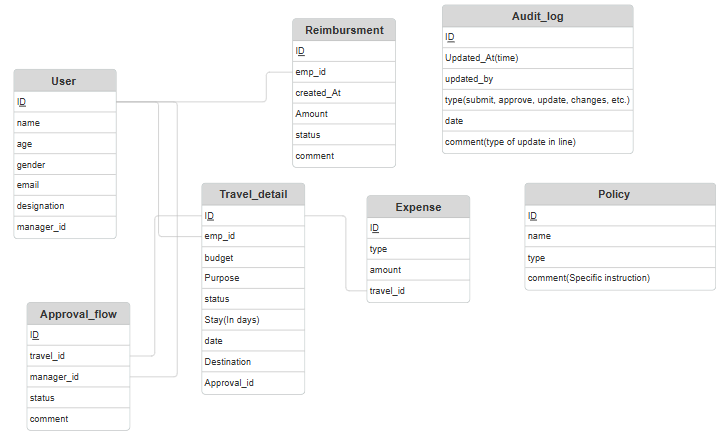 Reimbursment
ID
emp_id
created_At
Amount
status
comment
Audit_log
ID
Updated_At(time)
updated_by
type(submit, approve, update, changes, etc.)
date
comment(type of update in line)
User
ID
name
age
gender
email
designation
manager_id
Travel_detail
ID
emp_id
budget
Purpose
status
Stay(In days)
date
Destination
Approval_id
Expense
ID
type
amount
travel_id
Policy
ID
name
type
comment(Specific instruction)
Approval_flow
ID
travel_id
manager_id
status
comment